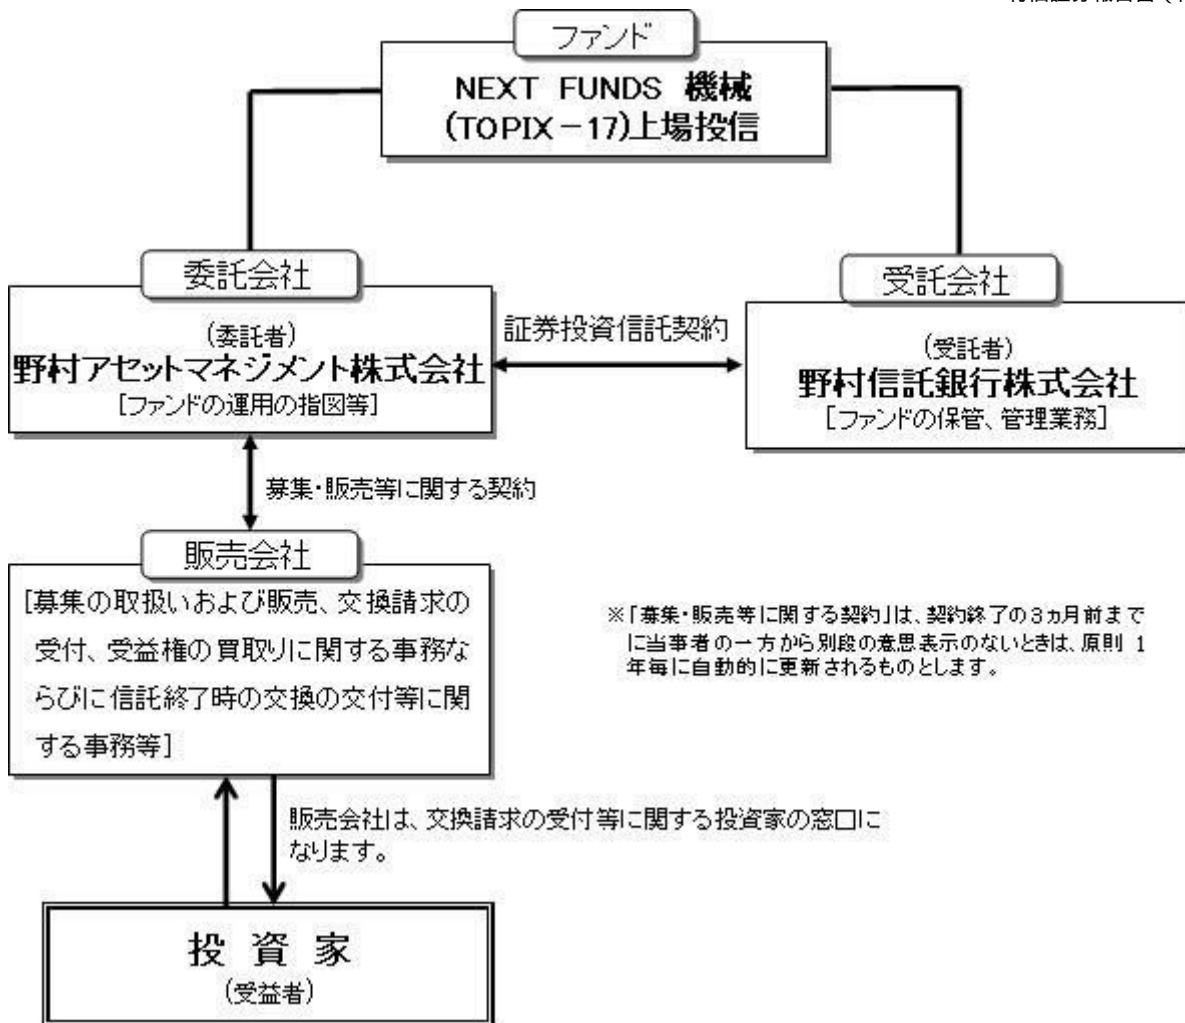 ファンド
NEXT FUNDS 機械
(TOPIX－17)上場投信
委託会社
(委託者)
野村アセットマネジメント株式会社
[ファンドの運用の指図等]
証券投資信託契約
受託会社
(受託者)
野村信託銀行株式会社
[ファンドの保管、管理業務]
募集・販売等に関する契約
販売会社
[募集の取扱いおよび販売、交換請求の
受付、受益権の買取りに関する事務な
らびに信託終了時の交換の交付等に関
する事務等]
※「募集・販売等に関する契約」は、契約終了の3ヵ月前まで
に当事者の一方から別段の意思表示のないときは、原則 1
年毎に自動的に更新されるものとします。
販売会社は、交換請求の受付等に関する投資家の窓口に
なります。
投 資 家
(受益者)